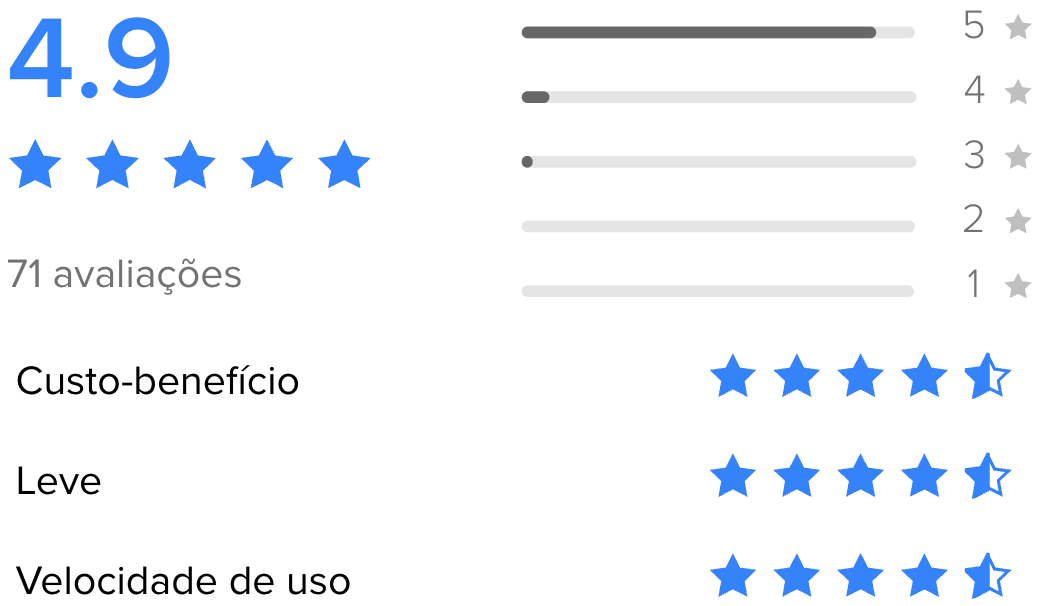 4.9
71 avaliações
5
4
3
2
1
Custo-benefício
Leve
Velocidade de uso